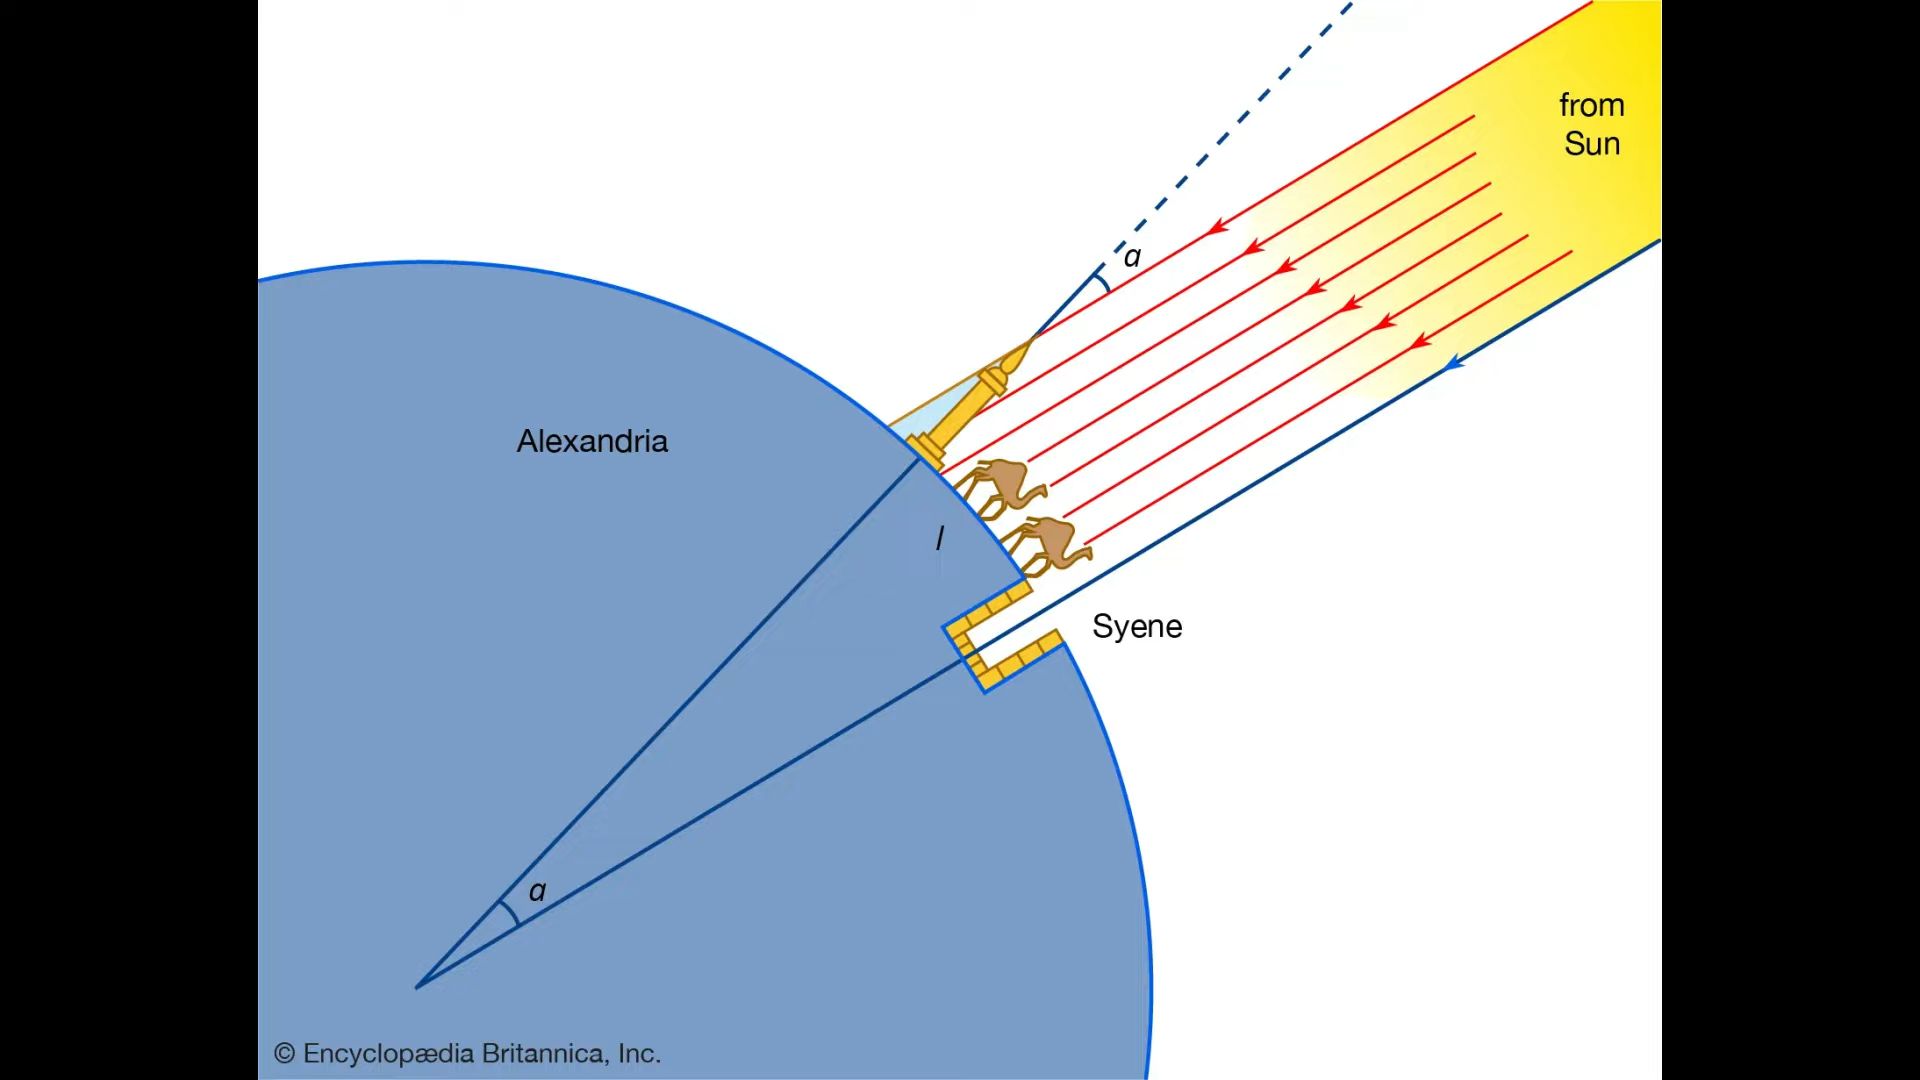 from
Sun
a
Alexandria
l
Syene
a
© Encyclopædia Britannica, Inc.